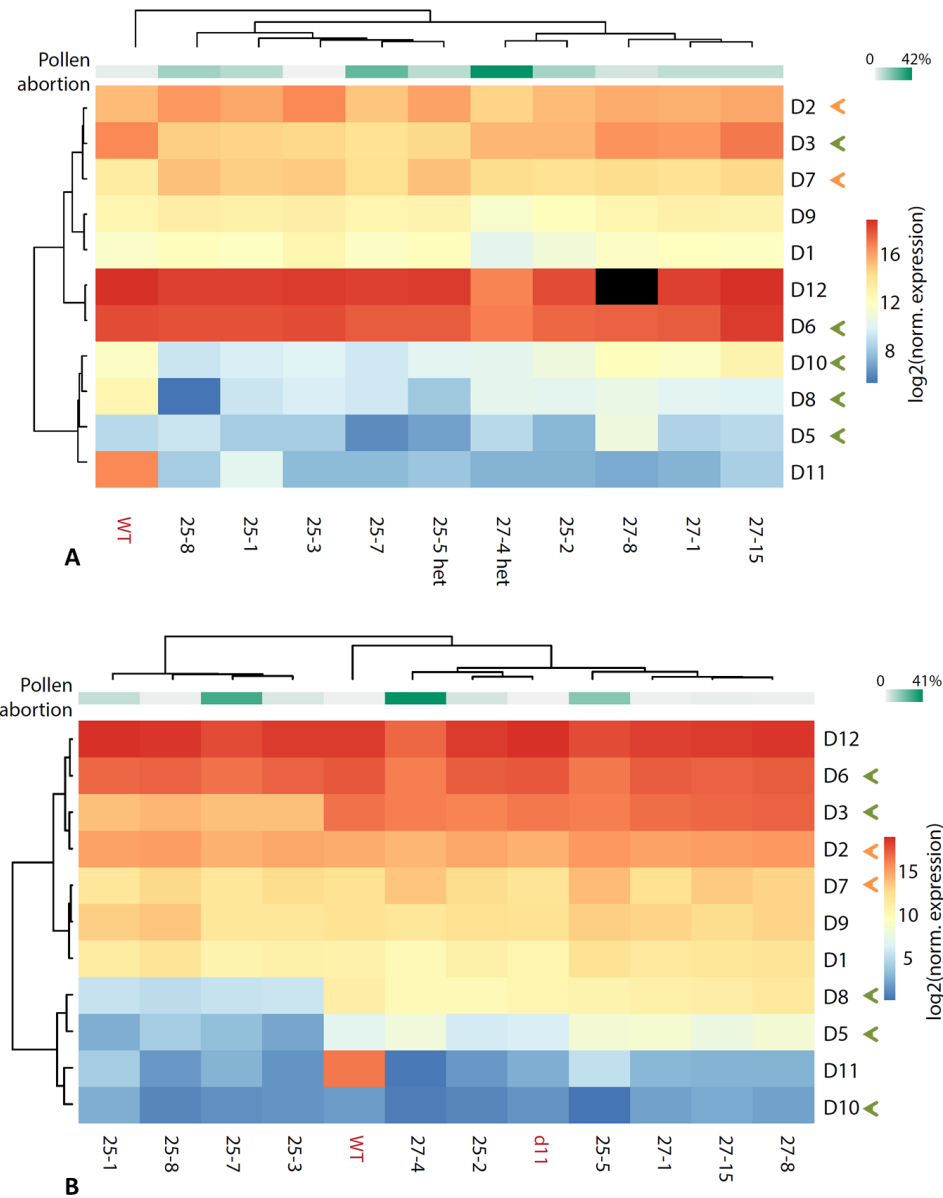 Pollen
abortion
0 42%
D2
D3
D7
D9
D1
D12
D6
D10
D8
D5
D11
16
12
8
log2(norm. expression)
WT 25-8 25-1 25-3 25-7 25-5 het 27-4 het 25-2 27-8 27-1 27-15
A
Pollen
abortion
0 41%
D12
D6
D3
D2
D7
D9
D1
D8
D5
D11
D10
15
10
5
log2(norm. expression)
25-1 25-8 25-7 25-3 WT 27-4 25-2 d11 25-5 27-1 27-15 27-8
B